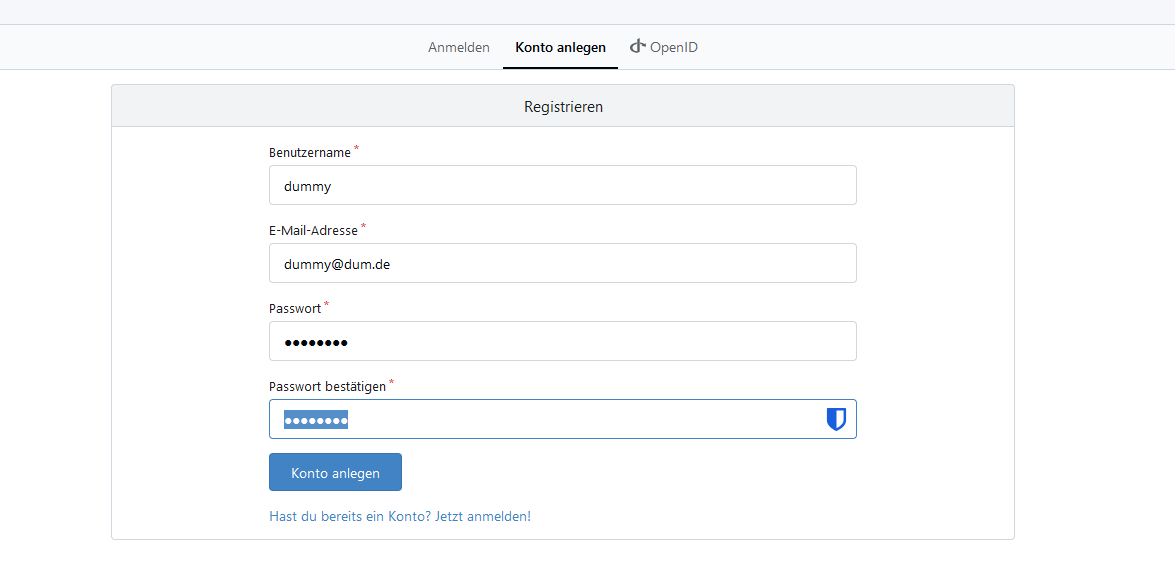 Anmelden Konto anlegen OpenID
Registrieren
Benutzername *
dummy
E-Mail-Adresse *
dummy@dum.de
Passwort *
●●●●●●●●
Passwort bestätigen *
●●●●●●●●
Konto anlegen
Hast du bereits ein Konto? Jetzt anmelden!